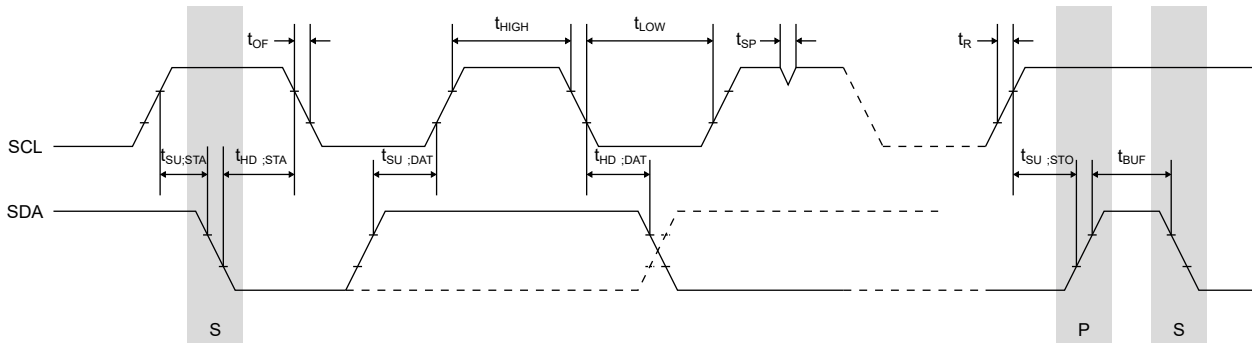 tOF
tHIGH
tLOW
tSP
tR
SCL
tSU;STA
tHD ;STA
tSU ;DAT
tHD ;DAT
tSU ;STO
tBUF
SDA
S
P
S